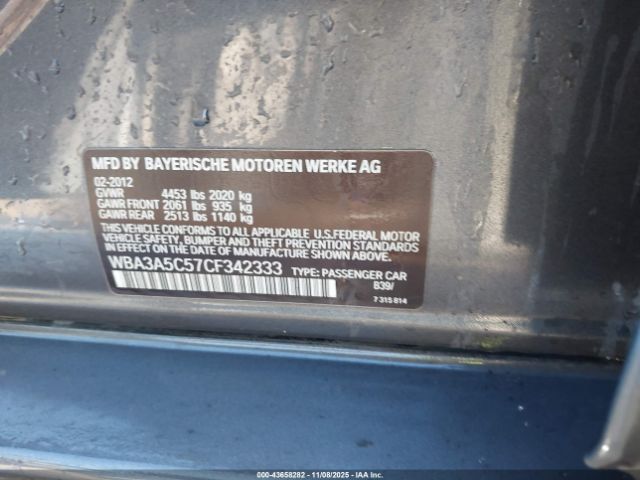 MFD BY BAYERISCHE MOTOREN WERKE AG
02-2012
GVWR 4453 lbs 2020 kg
GAWR FRONT 2061 lbs 935 kg
GAWR REAR 2513 lbs 1140 kg
THIS VEHICLE CONFORMS TO ALL APPLICABLE U.S.FEDERAL MOTOR
VEHICLE SAFETY, BUMPER AND THEFT PREVENTION STANDARDS
IN EFFECT ON THE DATE OF MANUFACTURE SHOWN ABOVE.
WBA3A5C57CF342333 TYPE: PASSENGER CAR
B39/
7 315 814
© IAA - 43658282 - 11/08/2025 - IAAI.COM